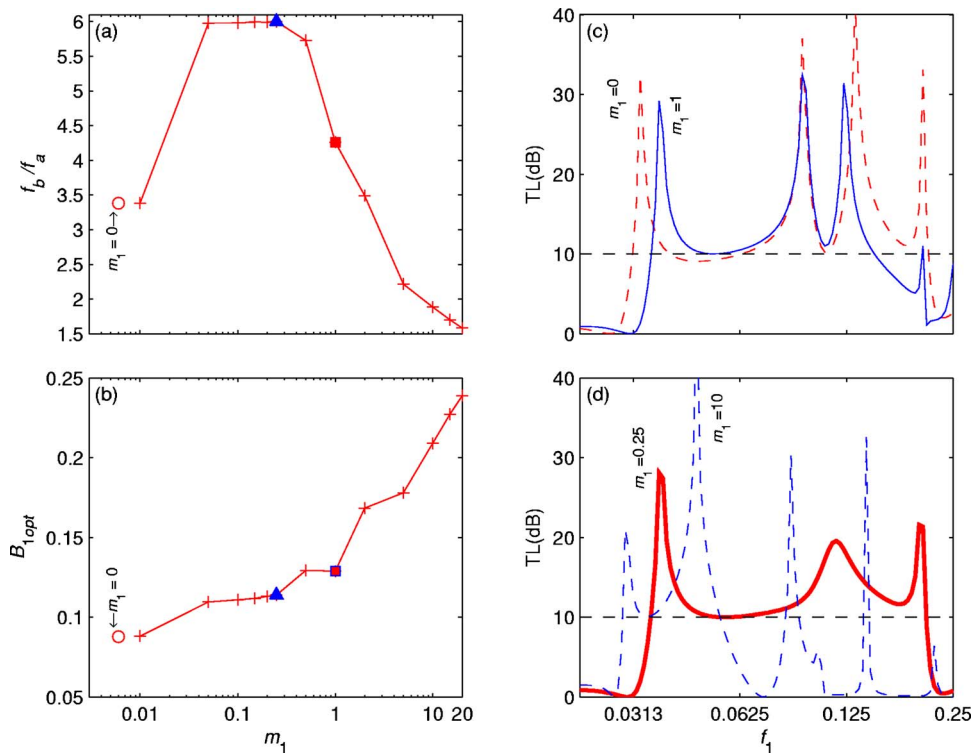 (a)
6
5.5
5
4.5
4
3.5
3
2.5
2
1.5
f_b/f_a
m_1 = 0→
(b)
0.25
0.20
0.15
0.10
0.05
B_1opt
←m_1 = 0
0.01
0.1
1
10 20
m_1
(c)
40
30
20
10
0
TL(dB)
m_1=0
m_1=1
(d)
40
30
20
10
0
TL(dB)
m_1=0.25
m_1=10
0.0313
0.0625
0.125
0.25
f_1